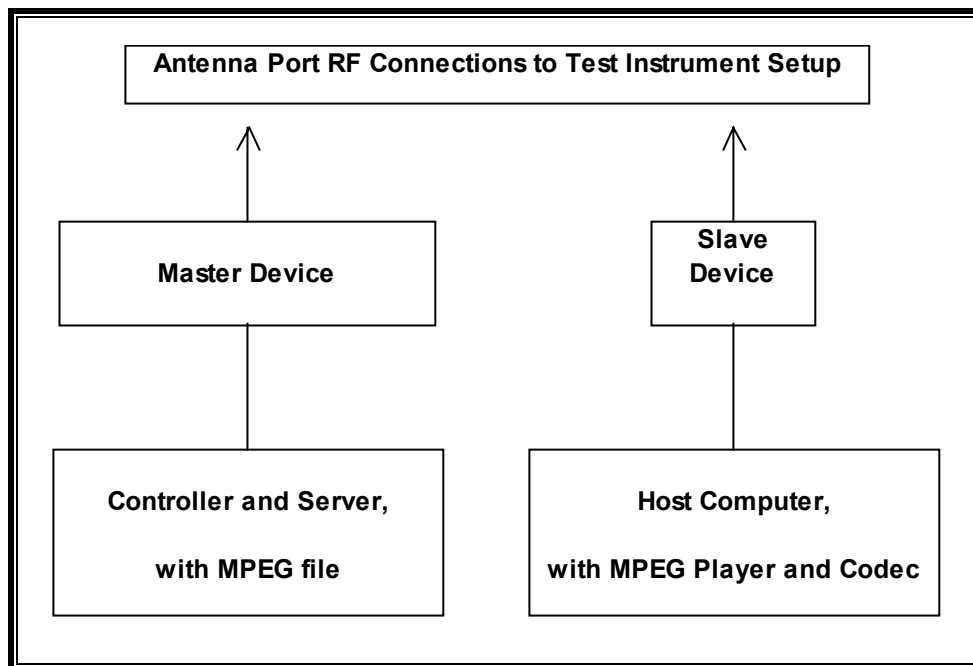 Antenna Port RF Connections to Test Instrument Setup
Master Device
Slave
Device
Controller and Server,
with MPEG file
Host Computer,
with MPEG Player and Codec